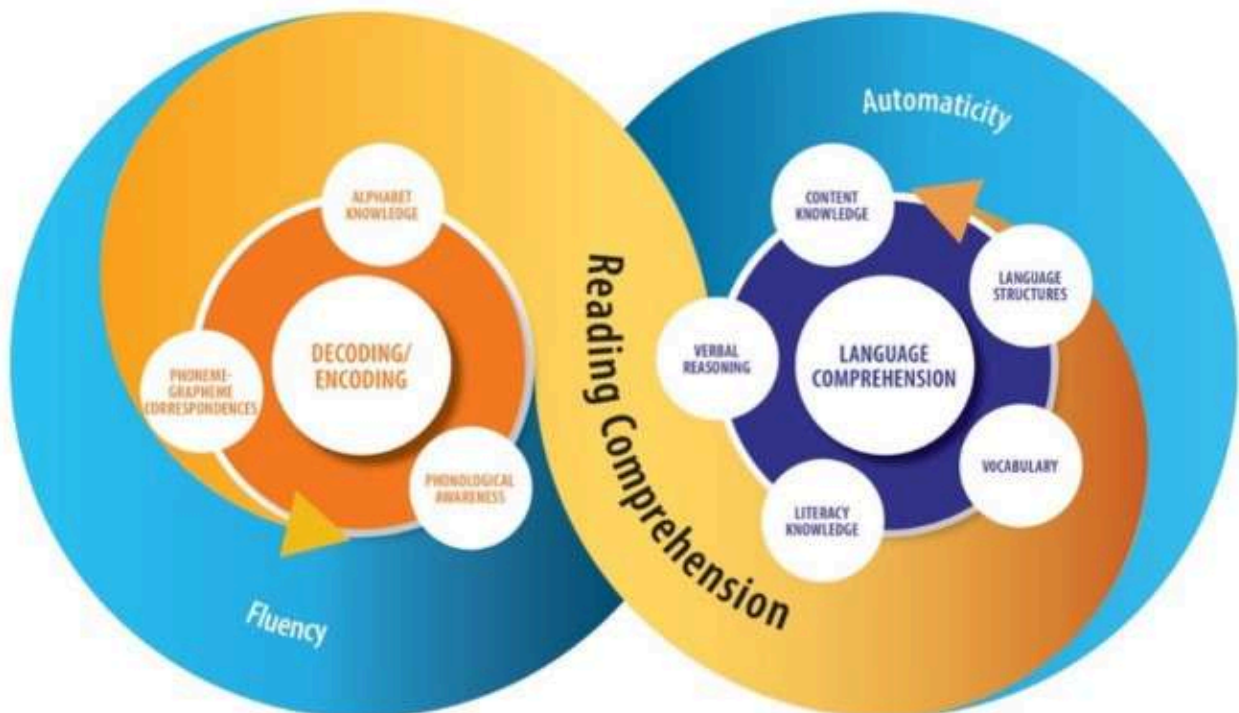 Automaticity
ALPHABET
KNOWLEDGE
DECODING/
ENCODING
PHONEME-
GRAPHEME
CORRESPONDENCES
PHONOLOGICAL
AWARENESS
Fluency
Reading Comprehension
CONTENT
KNOWLEDGE
LANGUAGE
STRUCTURES
VERBAL
REASONING
LANGUAGE
COMPREHENSION
VOCABULARY
LITERACY
KNOWLEDGE